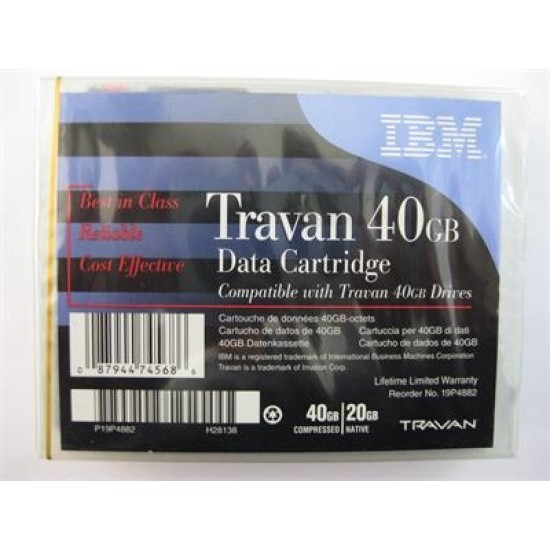 IBM
Best in Class
Reliable
Cost Effective
Travan 40GB
Data Cartridge
Compatible with Travan 40GB Drives
Cartouche de données 40GB-octets
Cartucho de datos de 40GB Cartuccia per 40GB di dati
40GB Datenkassette Cartucho de dados de 40GB
IBM is a registered trademark of International Business Machines Corporation
Travan is a trademark of Imation Corp.
0 87944 74568 6
Lifetime Limited Warranty
Reorder No. 19P4882
P19P4882 H28138
40GB 20GB
COMPRESSED NATIVE
TRAVAN